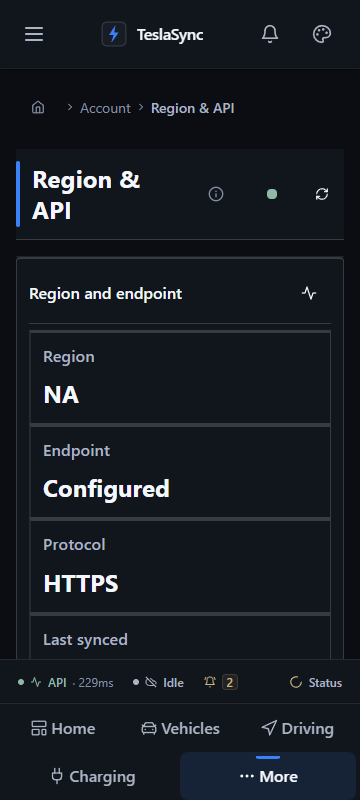 TeslaSync
Account
Region & API
Region &
API
Region and endpoint
Region
NA
Endpoint
Configured
Protocol
HTTPS
Last synced
API · 229ms
Idle
2
Status
Home
Vehicles
Driving
Charging
More